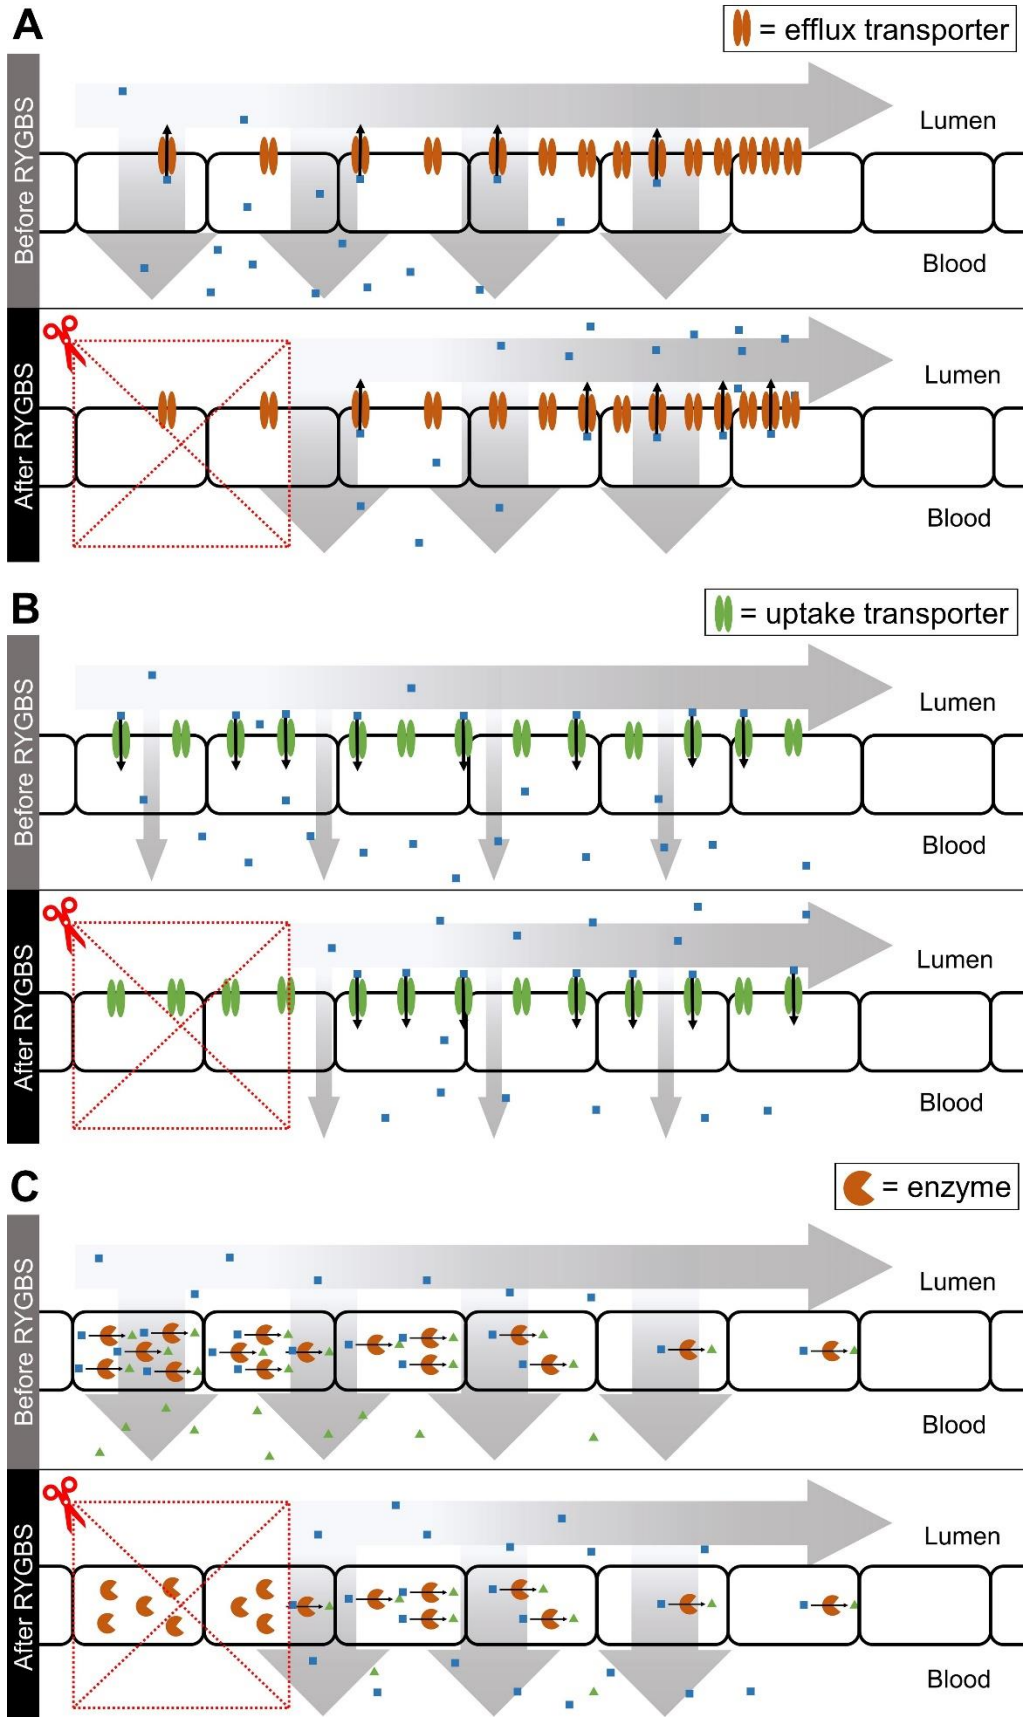 A
= efflux transporter
Before RYGBS
Lumen
Blood
After RYGBS
Lumen
Blood
B
= uptake transporter
Before RYGBS
Lumen
Blood
After RYGBS
Lumen
Blood
C
= enzyme
Before RYGBS
Lumen
Blood
After RYGBS
Lumen
Blood